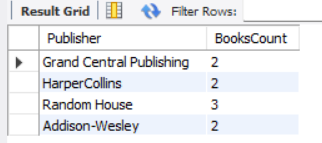 Result Grid Filter Rows:
Publisher BooksCount
Grand Central Publishing 2
HarperCollins 2
Random House 3
Addison-Wesley 2